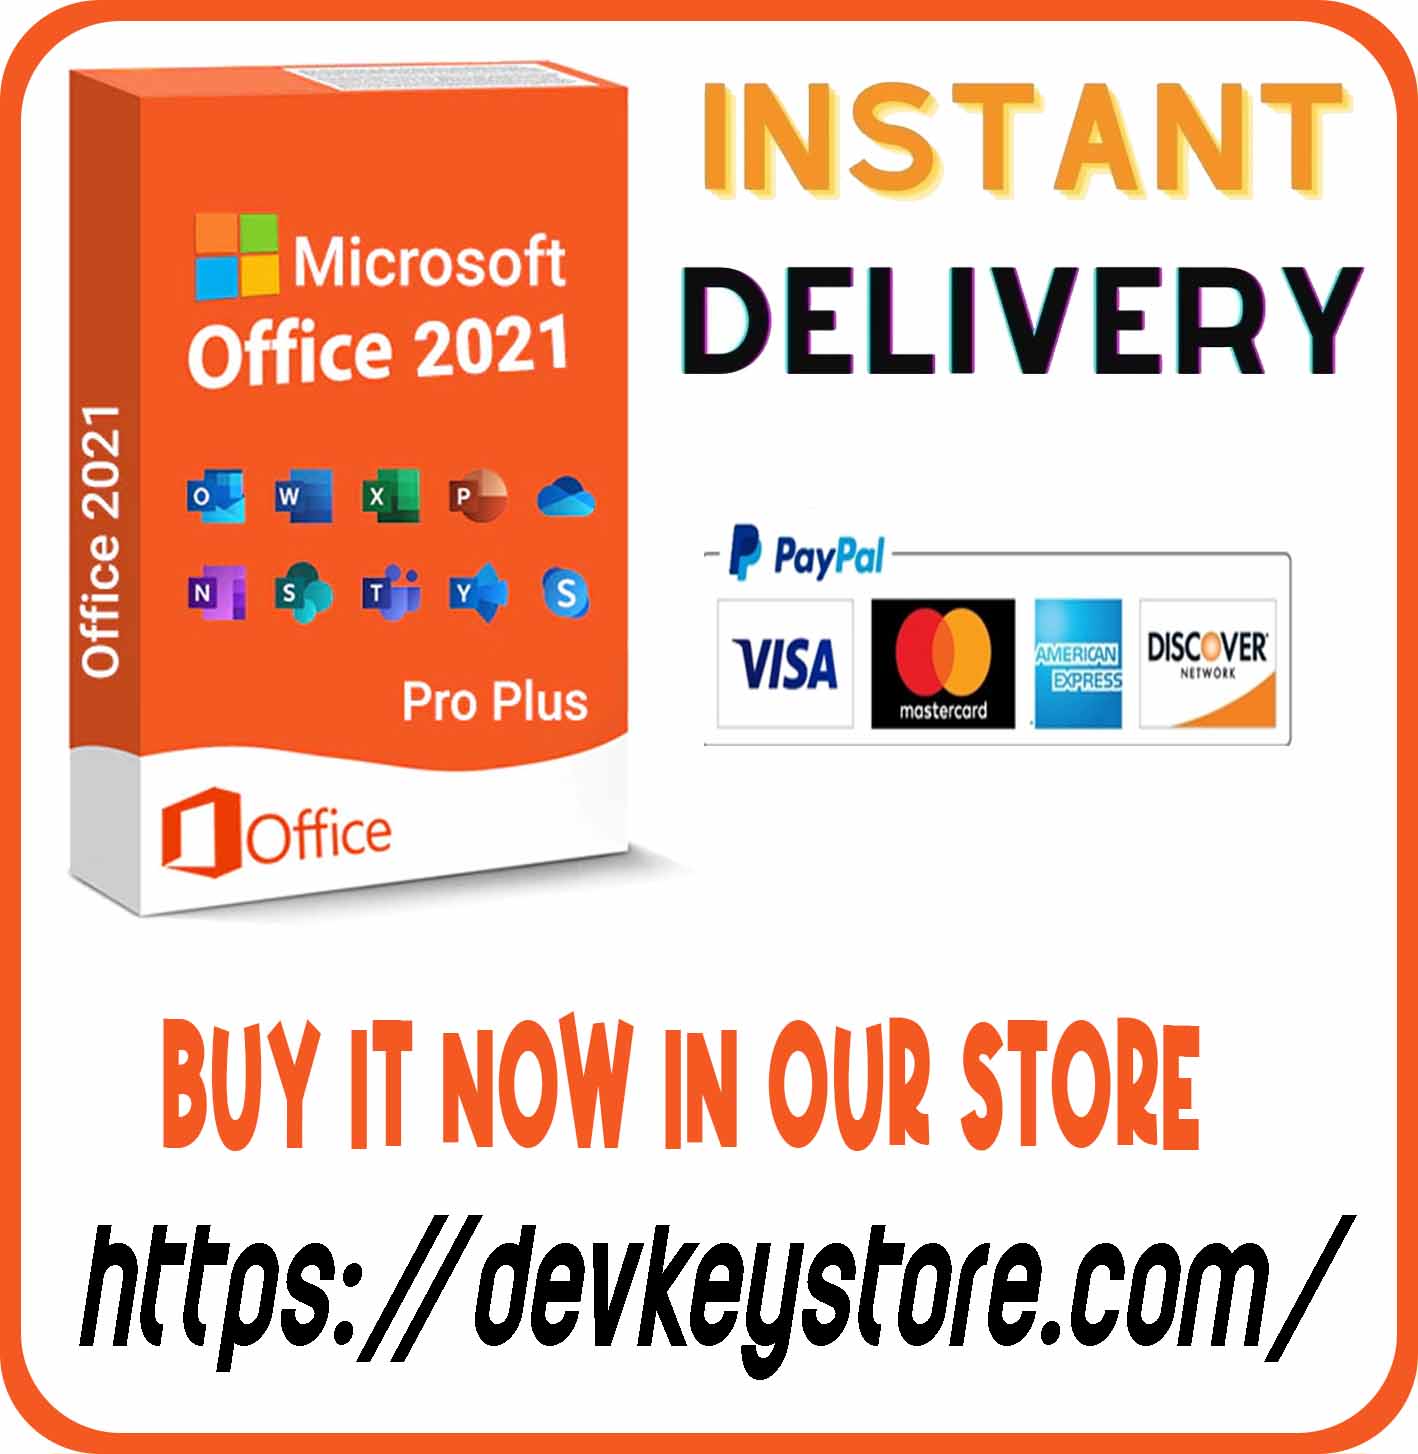 INSTANT
DELIVERY
Microsoft
Office 2021
Office 2021
O W X P
N S T Y S
Pro Plus
Office
PayPal
VISA
mastercard
AMERICAN
EXPRESS
DISCOVER
NETWORK
BUY IT NOW IN OUR STORE
https://devkeystore.com/